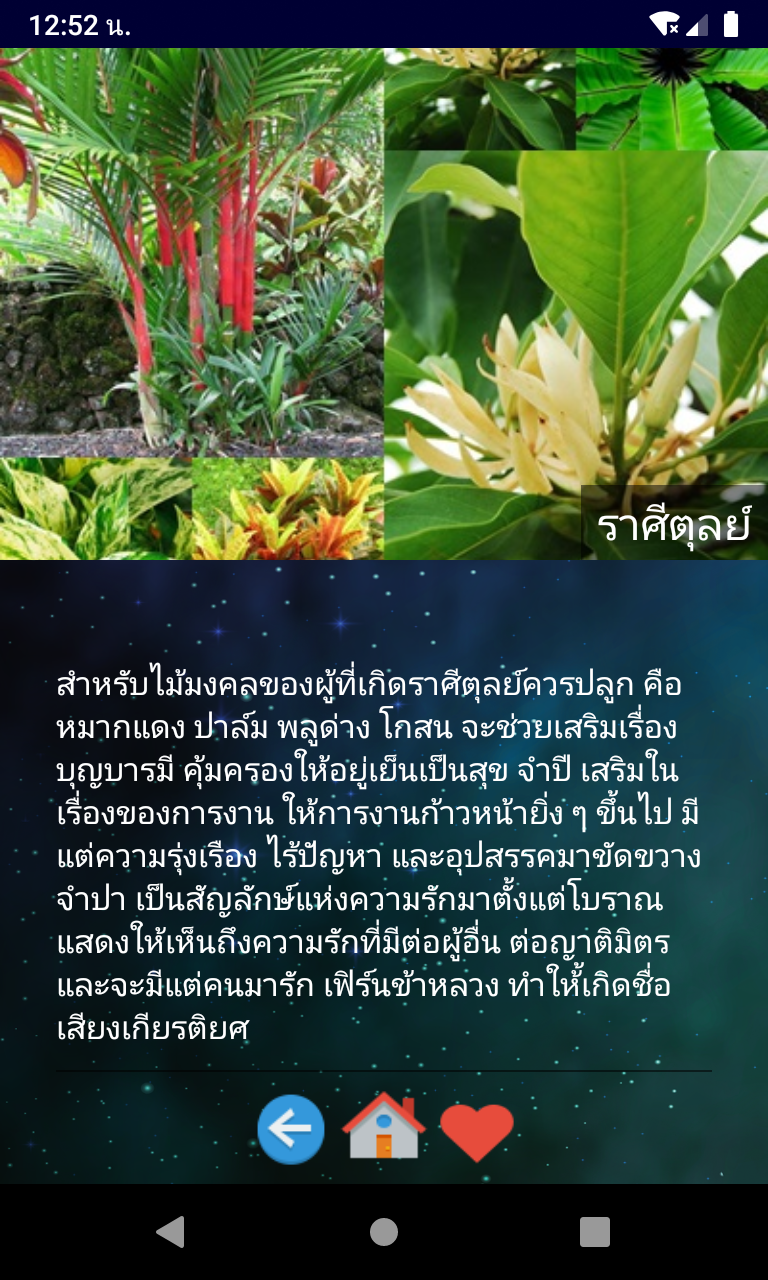 12:52 น.
ราศีตุลย์
สำหรับไม้มงคลของผู้ที่เกิดราศีตุลย์ควรปลูก คือ
หมากแดง ปาล์ม พลูด่าง โกสน จะช่วยเสริมเรื่อง
บุญบารมี คุ้มครองให้อยู่เย็นเป็นสุข จำปี เสริมใน
เรื่องของการงาน ให้การงานก้าวหน้ายิ่ง ๆ ขึ้นไป มี
แต่ความรุ่งเรือง ไร้ปัญหา และอุปสรรคมาขัดขวาง
จำปา เป็นสัญลักษ์แห่งความรักมาตั้งแต่โบราณ
แสดงให้เห็นถึงความรักที่มีต่อผู้อื่น ต่อญาติมิตร
และจะมีแต่คนมารัก เฟิร์นข้าหลวง ทำให้เกิดชื่อ
เสียงเกียรติยศ